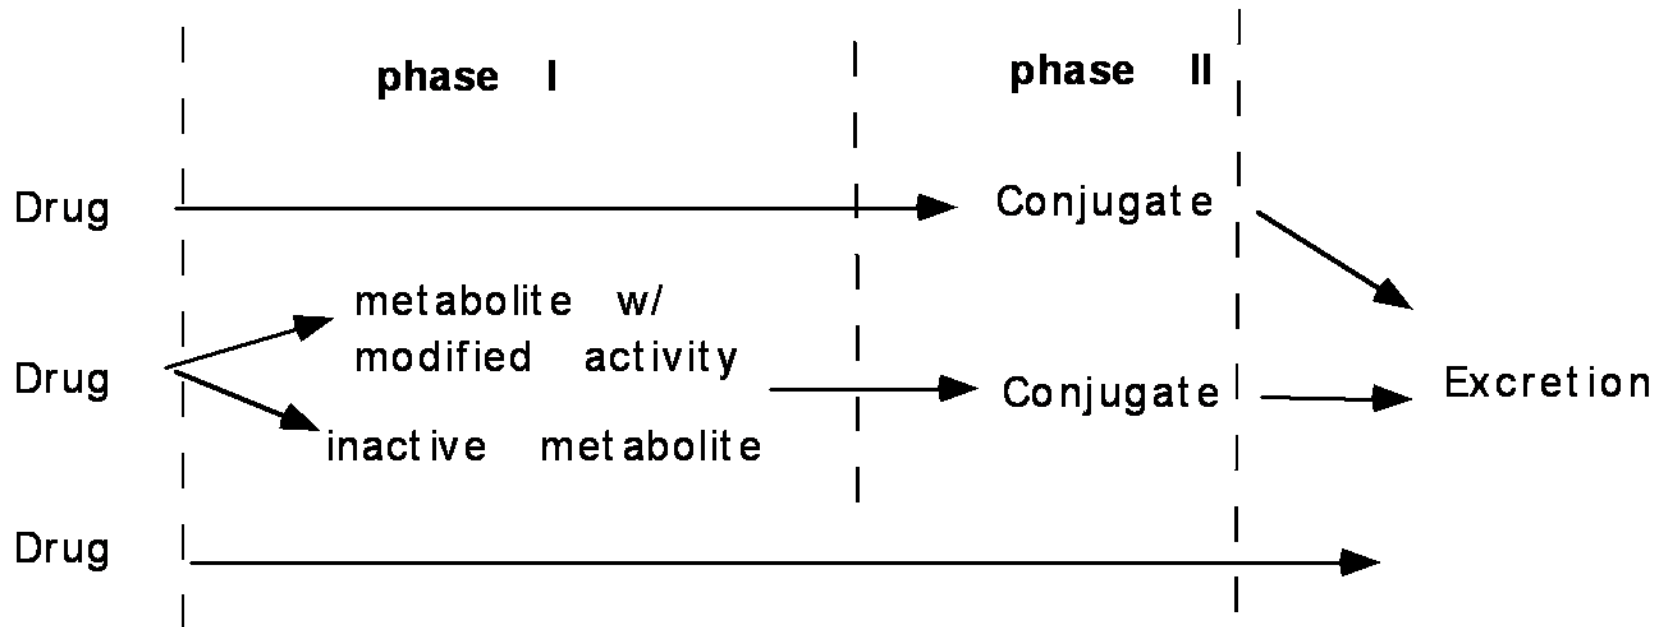 phase I
phase II
Drug
Conjugate
metabolite w/
modified activity
Drug
Conjugate
Excretion
inactive metabolite
Drug